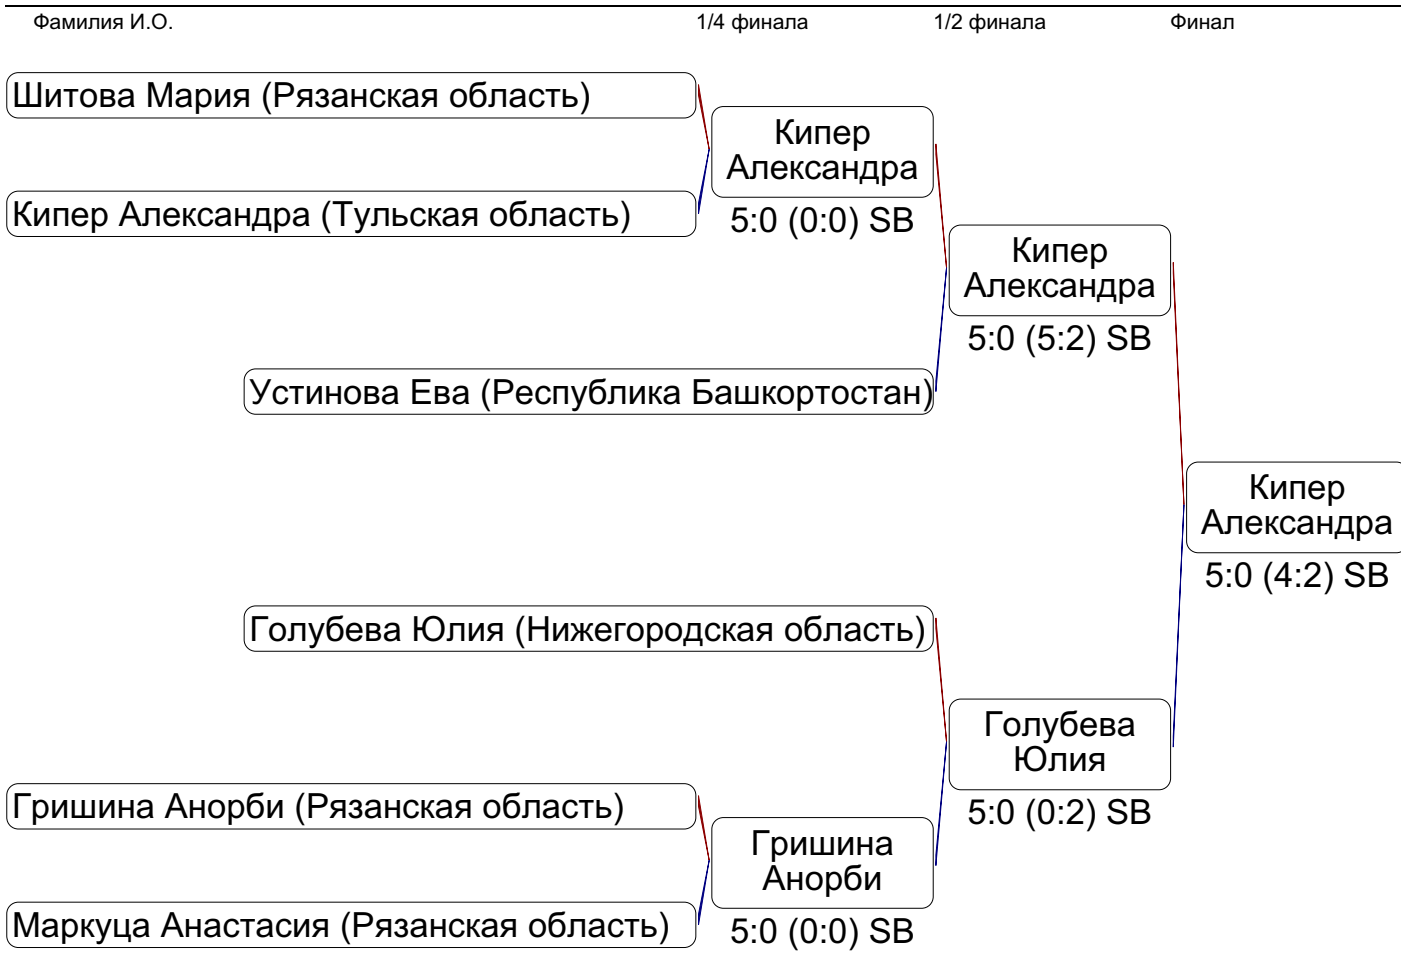 Фамилия И.О. 1/4 финала 1/2 финала Финал
Шитова Мария (Рязанская область)
Кипер
Александра
5:0 (0:0) SB
Кипер Александра (Тульская область)
Кипер
Александра
5:0 (5:2) SB
Устинова Ева (Республика Башкортостан)
Кипер
Александра
5:0 (4:2) SB
Голубева Юлия (Нижегородская область)
Голубева
Юлия
5:0 (0:2) SB
Гришина Анорби (Рязанская область)
Гришина
Анорби
5:0 (0:0) SB
Маркуца Анастасия (Рязанская область)